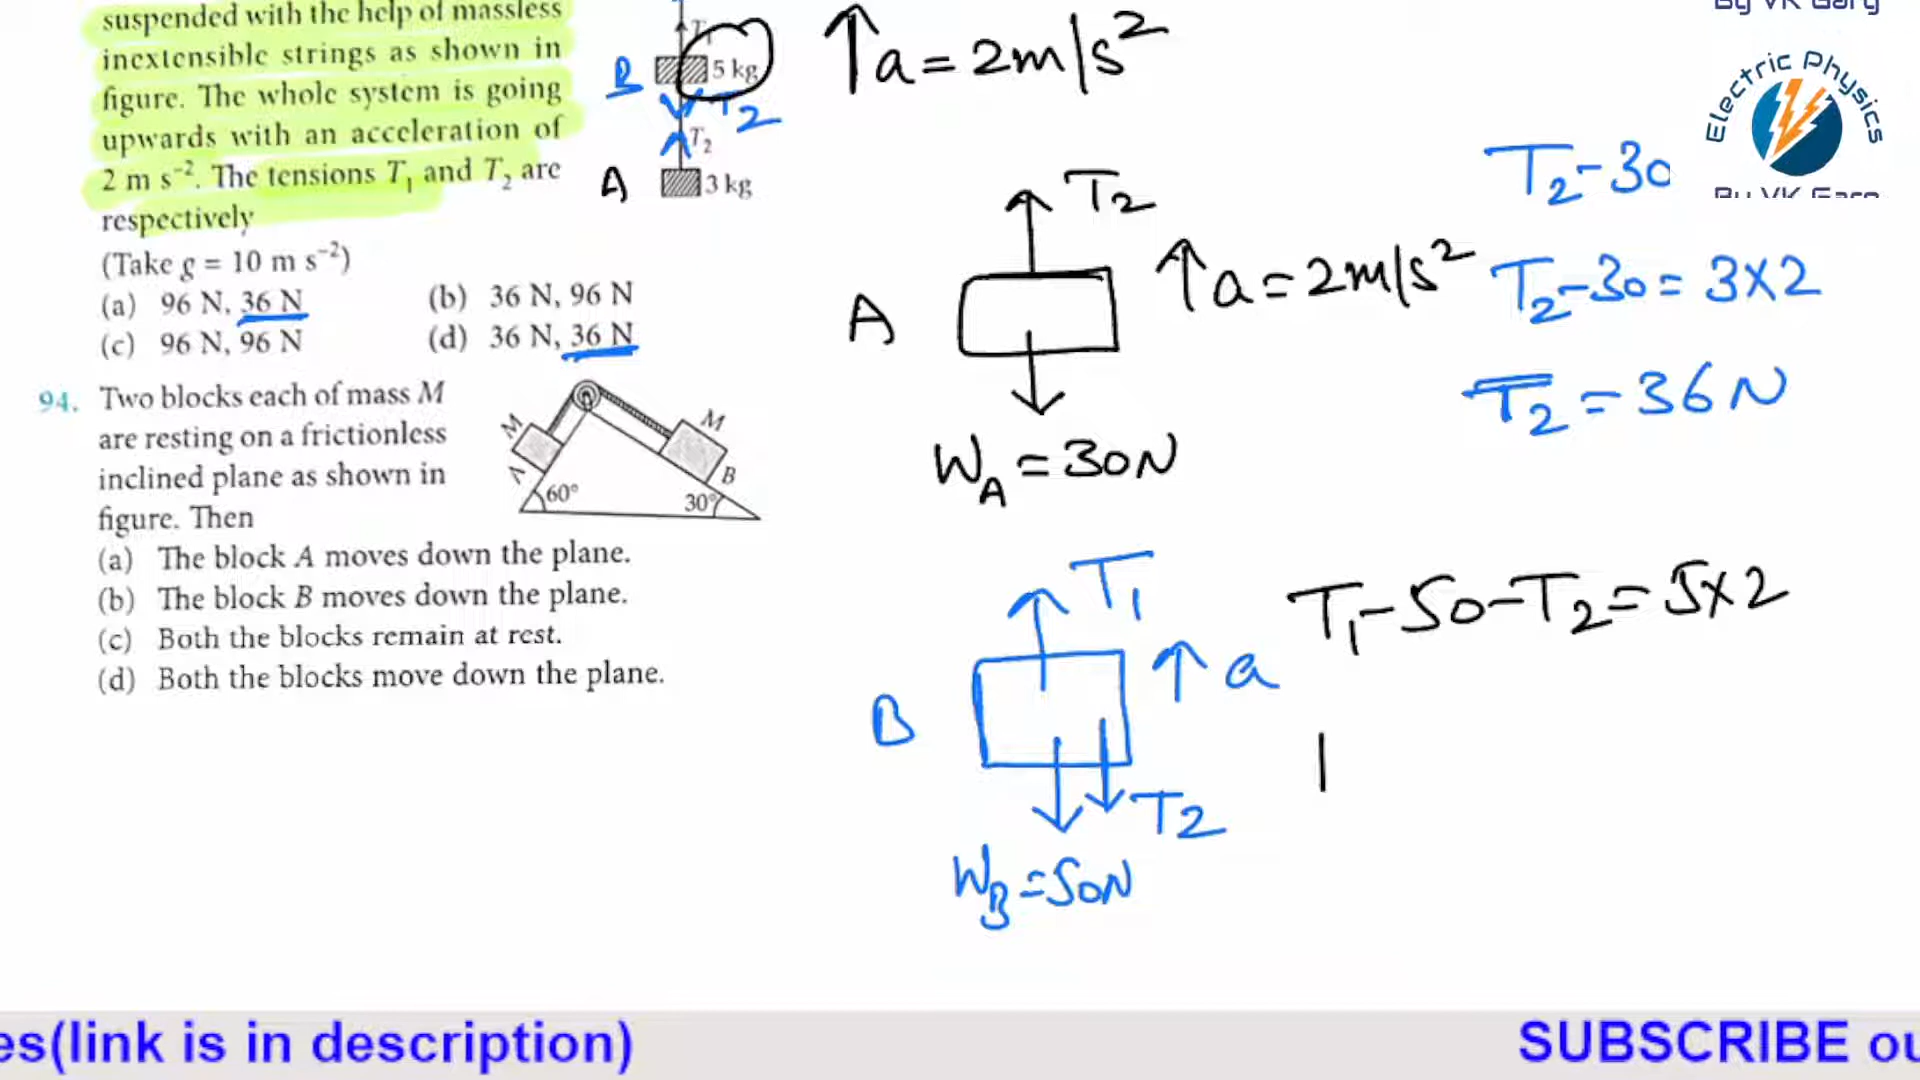 suspended with the help of massless
inextensible strings as shown in
figure. The whole system is going
upwards with an acceleration of
2 m s⁻². The tensions T₁ and T₂ are
respectively
(Take g = 10 m s⁻²)
(a) 96 N, 36 N
(b) 36 N, 96 N
(c) 96 N, 96 N
(d) 36 N, 36 N
T₁
B
5 kg
T₂
T₂
A
3 kg
94. Two blocks each of mass M
are resting on a frictionless
inclined plane as shown in
figure. Then
(a) The block A moves down the plane.
(b) The block B moves down the plane.
(c) Both the blocks remain at rest.
(d) Both the blocks move down the plane.
M
M
A
B
60°
30°
a = 2m/s²
T₂
A
a = 2m/s²
W_A = 30N
T₂-30
T₂-30 = 3×2
T₂ = 36N
T₁
a
B
T₂
W_B = 50N
T₁-50-T₂ = 5×2
By VK Garg
Electric Physics
By VK Garg
es(link is in description)
SUBSCRIBE ou